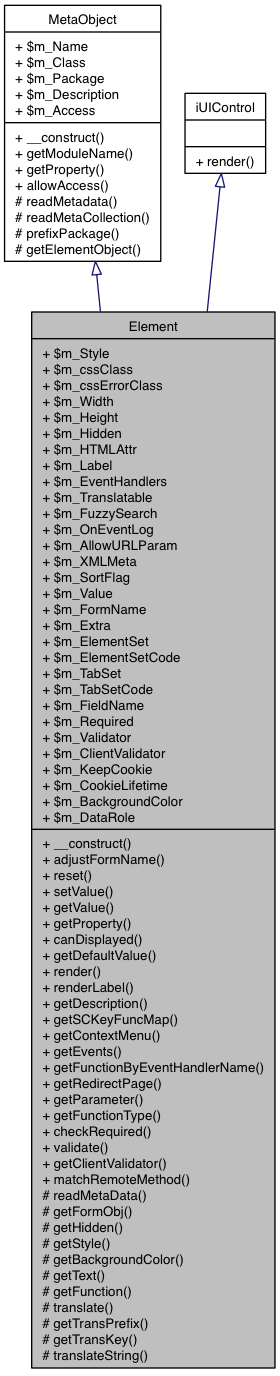 MetaObject
+ $m_Name
+ $m_Class
+ $m_Package
+ $m_Description
+ $m_Access
+ __construct()
+ getModuleName()
+ getProperty()
+ allowAccess()
# readMetadata()
# readMetaCollection()
# prefixPackage()
# getElementObject()
iUIControl
+ render()
Element
+ $m_Style
+ $m_cssClass
+ $m_cssErrorClass
+ $m_Width
+ $m_Height
+ $m_Hidden
+ $m_HTMLAttr
+ $m_Label
+ $m_EventHandlers
+ $m_Translatable
+ $m_FuzzySearch
+ $m_OnEventLog
+ $m_AllowURLParam
+ $m_XMLMeta
+ $m_SortFlag
+ $m_Value
+ $m_FormName
+ $m_Extra
+ $m_ElementSet
+ $m_ElementSetCode
+ $m_TabSet
+ $m_TabSetCode
+ $m_FieldName
+ $m_Required
+ $m_Validator
+ $m_ClientValidator
+ $m_KeepCookie
+ $m_CookieLifetime
+ $m_BackgroundColor
+ $m_DataRole
+ __construct()
+ adjustFormName()
+ reset()
+ setValue()
+ getValue()
+ getProperty()
+ canDisplayed()
+ getDefaultValue()
+ render()
+ renderLabel()
+ getDescription()
+ getSCKeyFuncMap()
+ getContextMenu()
+ getEvents()
+ getFunctionByEventHandlerName()
+ getRedirectPage()
+ getParameter()
+ getFunctionType()
+ checkRequired()
+ validate()
+ getClientValidator()
+ matchRemoteMethod()
# readMetaData()
# getFormObj()
# getHidden()
# getStyle()
# getBackgroundColor()
# getText()
# getFunction()
# translate()
# getTransPrefix()
# getTransKey()
# translateString()